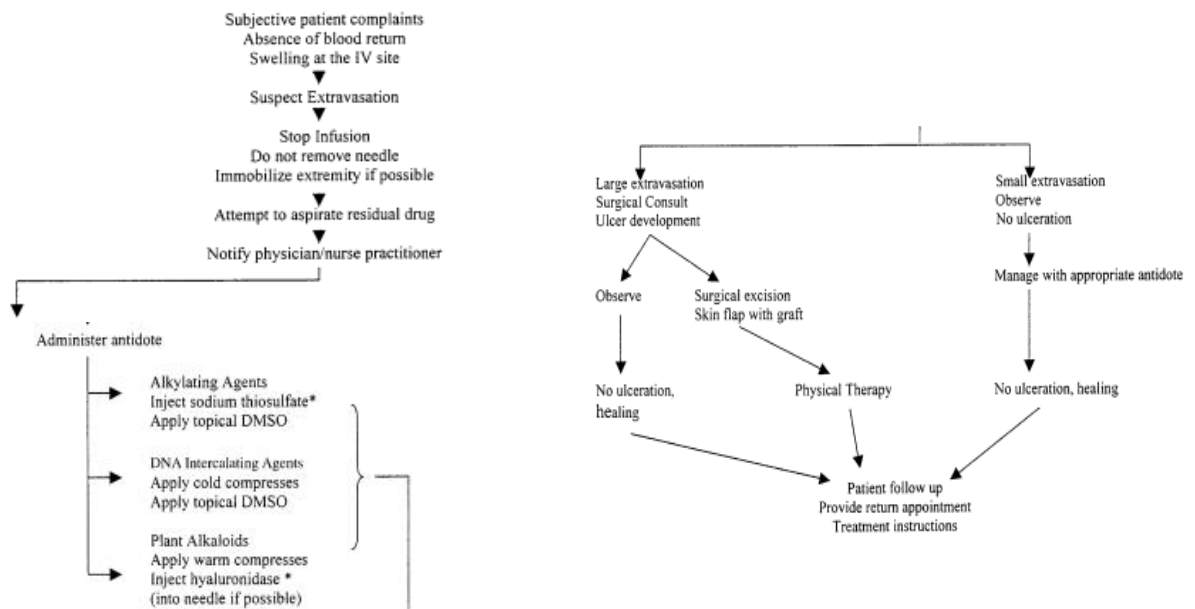 Subjective patient complaints
Absence of blood return
Swelling at the IV site
Suspect Extravasation
Stop Infusion
Do not remove needle
Immobilize extremity if possible
Attempt to aspirate residual drug
Notify physician/nurse practitioner
Administer antidote
Alkylating Agents
Inject sodium thiosulfate*
Apply topical DMSO
DNA Intercalating Agents
Apply cold compresses
Apply topical DMSO
Plant Alkaloids
Apply warm compresses
Inject hyaluronidase *
(into needle if possible)
Large extravasation
Surgical Consult
Ulcer development
Small extravasation
Observe
No ulceration
Observe
Surgical excision
Skin flap with graft
Manage with appropriate antidote
No ulceration,
healing
Physical Therapy
No ulceration, healing
Patient follow up
Provide return appointment
Treatment instructions